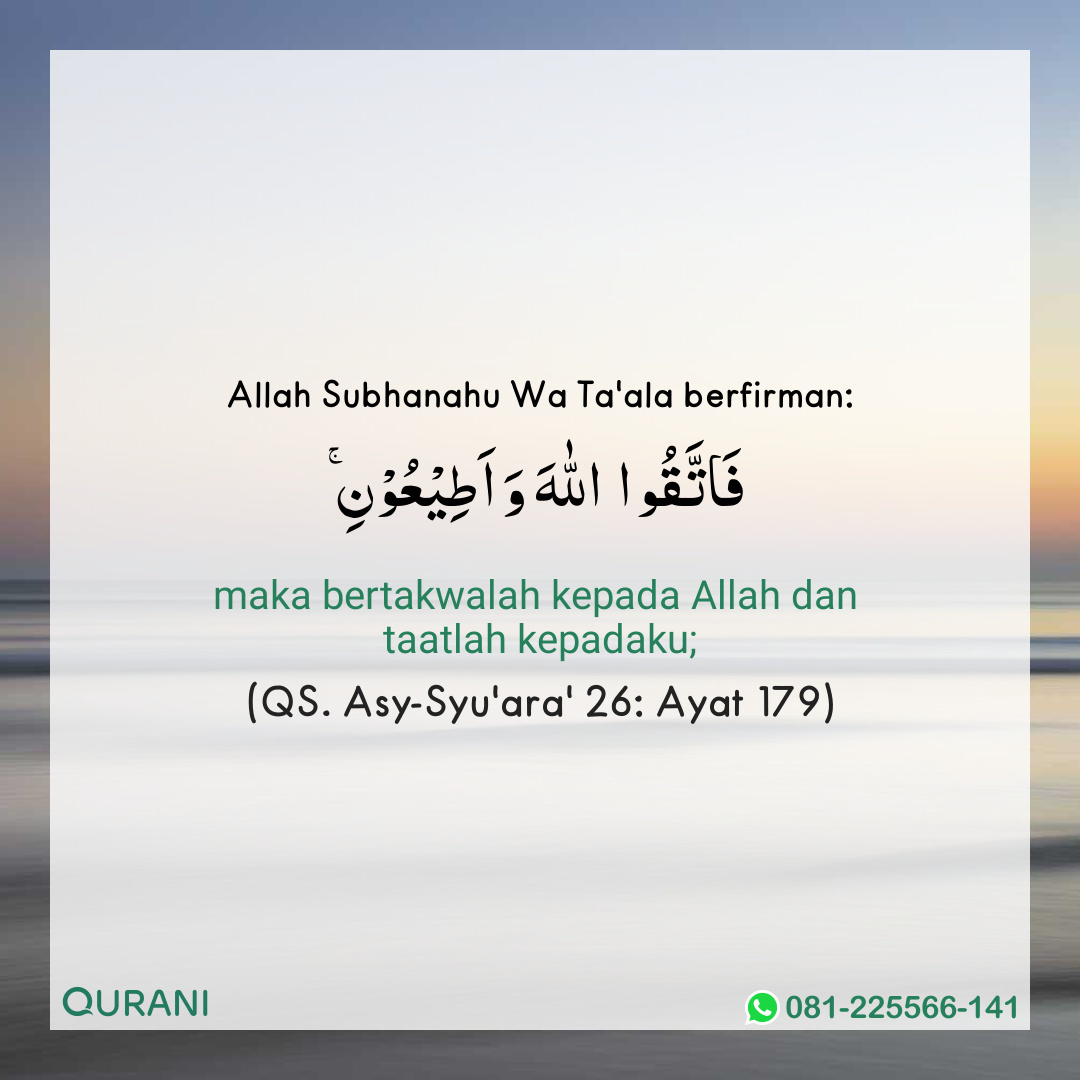 Allah Subhanahu Wa Ta'ala berfirman:
فَاتَّقُوا اللّٰهَ وَاَطِيْعُوْنِۚ
maka bertakwalah kepada Allah dan
taatlah kepadaku;
(QS. Asy-Syu'ara' 26: Ayat 179)
QURANI
081-225566-141